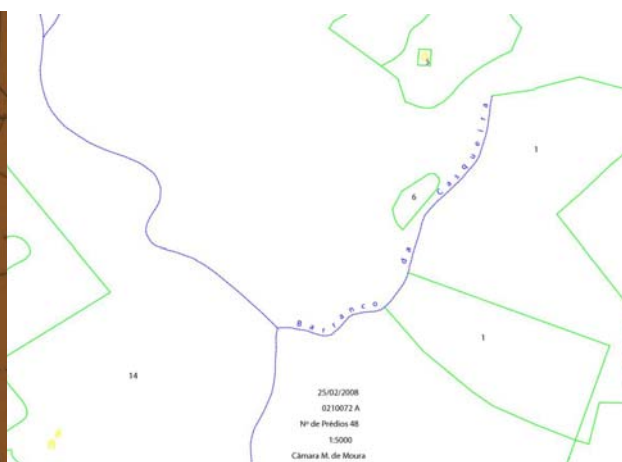 5
1
6
Barranco da Casqueira
1
14
25/02/2008
0210072 A
Nº de Prédios 48
1:5000
Câmara M. de Moura